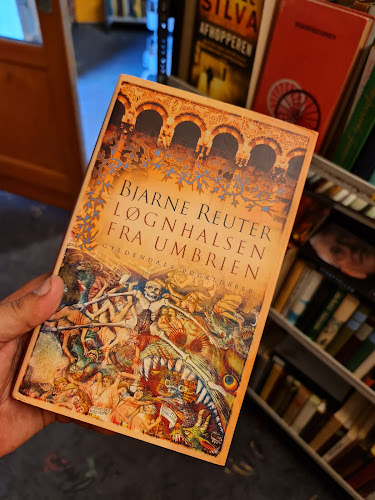 SILVA
AFHOPPEREN
BJARNE REUTER
LØGNHALSEN
FRA UMBRIEN
GYLDENDALS BOGKLUBBER